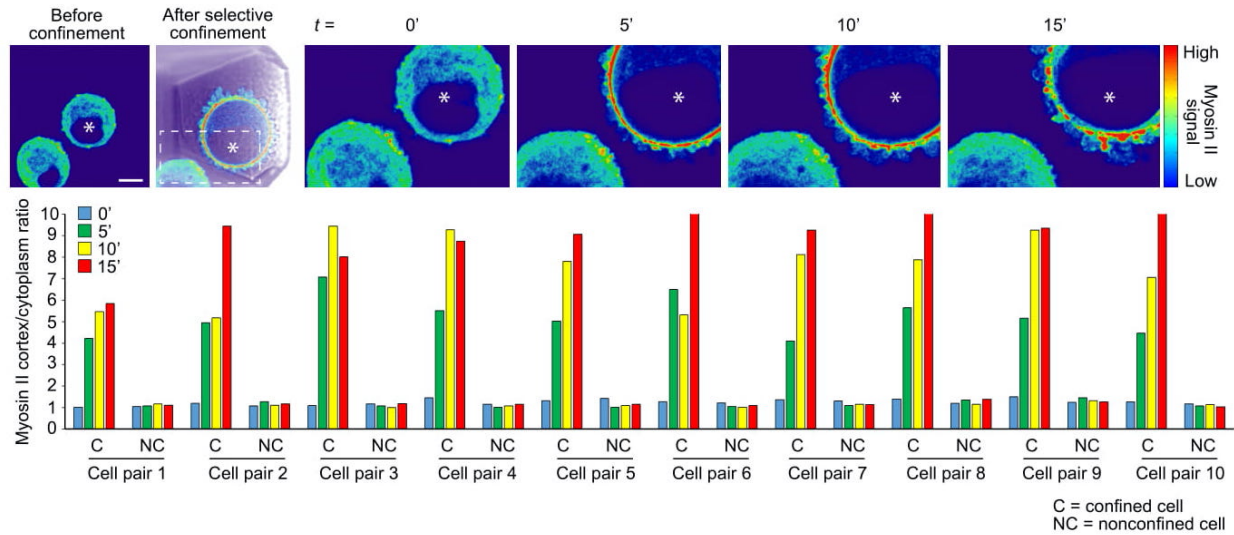 Before confinement
After selective confinement
t = 0' 5' 10' 15'
*
*
*
*
*
*
High
Myosin II signal
Low
Myosin II cortex/cytoplasm ratio
10
9
8
7
6
5
4
3
2
1
0
0'
5'
10'
15'
C NC C NC C NC C NC C NC C NC C NC C NC C NC C NC
Cell pair 1 Cell pair 2 Cell pair 3 Cell pair 4 Cell pair 5 Cell pair 6 Cell pair 7 Cell pair 8 Cell pair 9 Cell pair 10
C = confined cell
NC = nonconfined cell